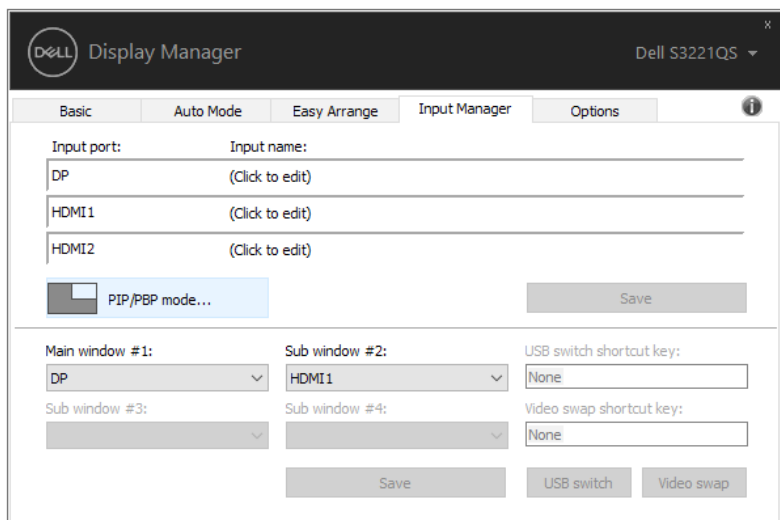 x
DELL Display Manager Dell S3221QS
Basic Auto Mode Easy Arrange Input Manager Options i
Input port: Input name:
DP (Click to edit)
HDMI1 (Click to edit)
HDMI2 (Click to edit)
PIP/PBP mode... Save
Main window #1: Sub window #2: USB switch shortcut key:
DP HDMI1 None
Sub window #3: Sub window #4: Video swap shortcut key:
None
Save USB switch Video swap